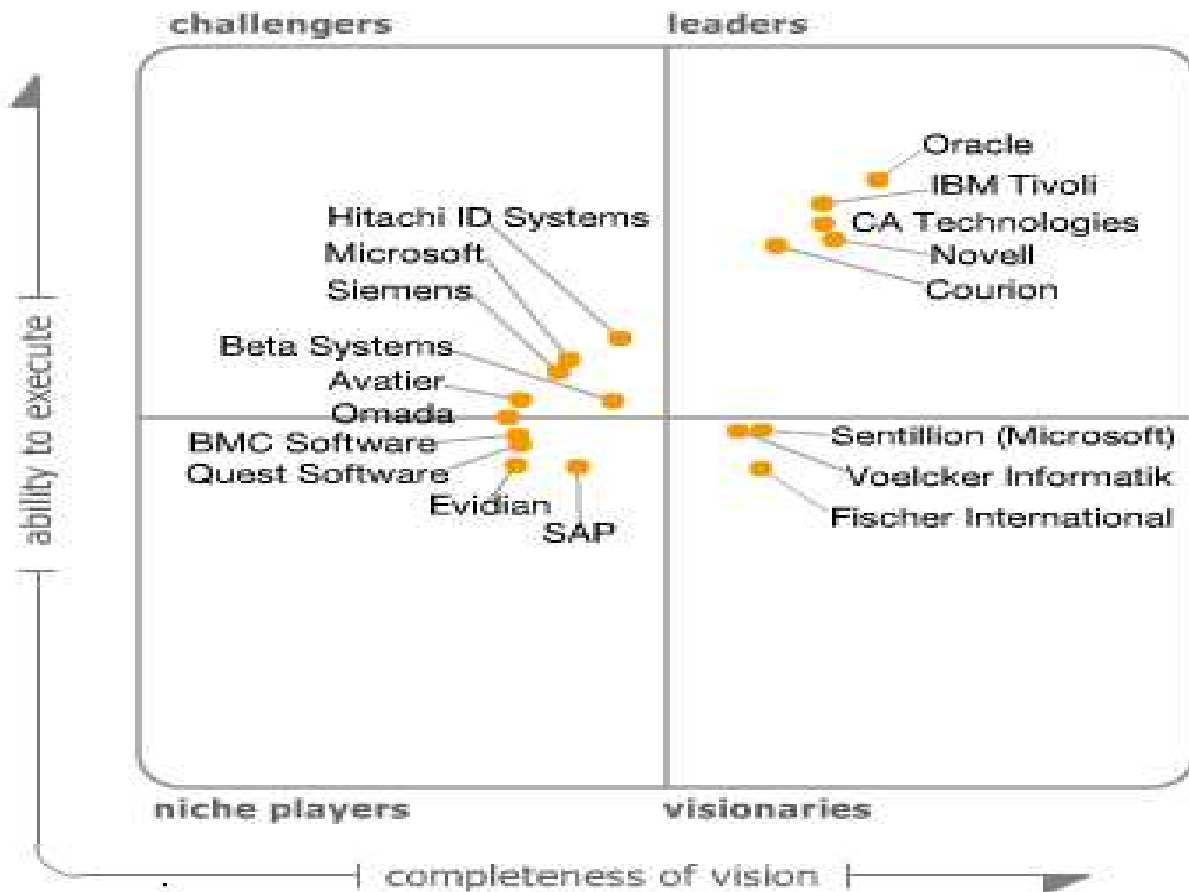 challengers
leaders
Oracle
IBM Tivoli
Hitachi ID Systems
CA Technologies
Microsoft
Novell
Siemens
Courion
Beta Systems
Avatier
Omada
BMC Software
Sentillion (Microsoft)
Quest Software
Voelcker Informatik
Evidian
Fischer International
SAP
ability to execute
niche players
visionaries
completeness of vision